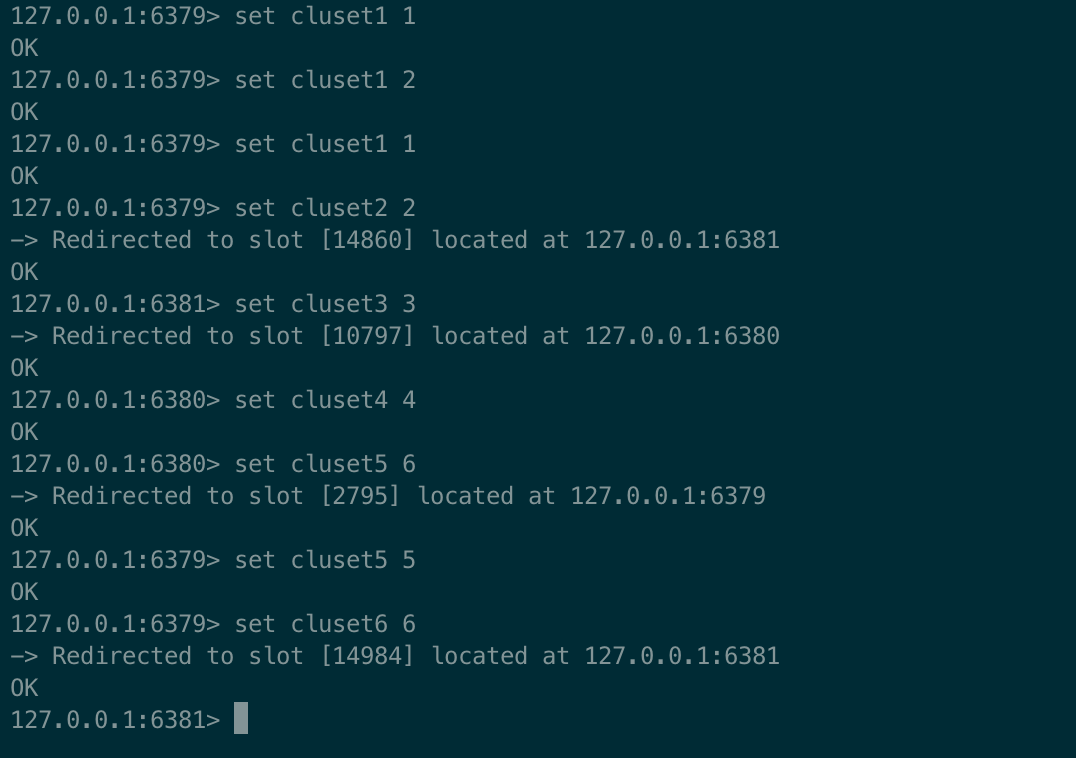 127.0.0.1:6379> set cluset1 1
OK
127.0.0.1:6379> set cluset1 2
OK
127.0.0.1:6379> set cluset1 1
OK
127.0.0.1:6379> set cluset2 2
-> Redirected to slot [14860] located at 127.0.0.1:6381
OK
127.0.0.1:6381> set cluset3 3
-> Redirected to slot [10797] located at 127.0.0.1:6380
OK
127.0.0.1:6380> set cluset4 4
OK
127.0.0.1:6380> set cluset5 6
-> Redirected to slot [2795] located at 127.0.0.1:6379
OK
127.0.0.1:6379> set cluset5 5
OK
127.0.0.1:6379> set cluset6 6
-> Redirected to slot [14984] located at 127.0.0.1:6381
OK
127.0.0.1:6381>